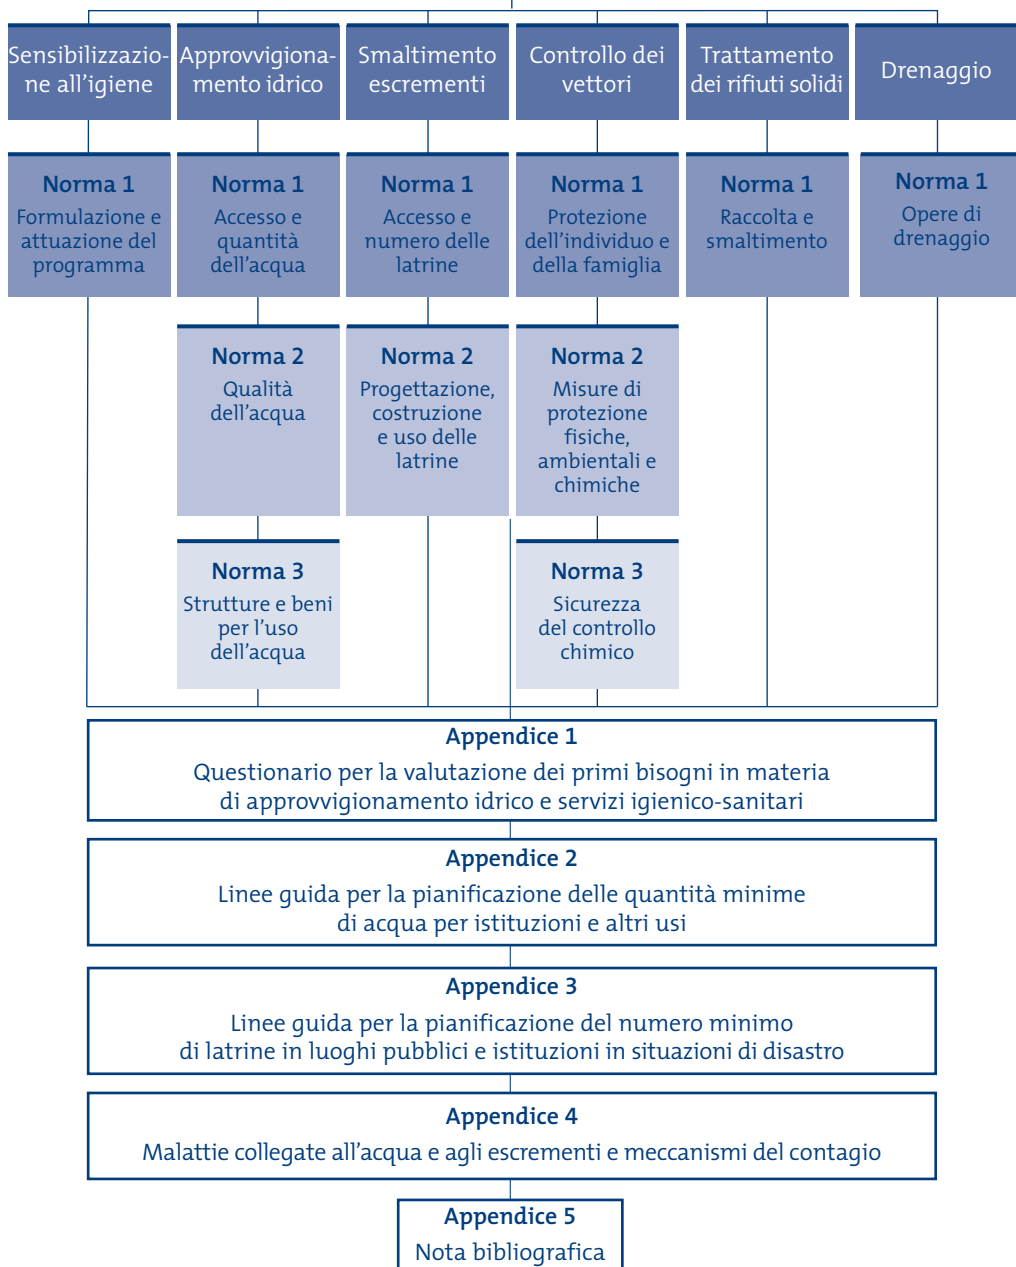 Sensibilizzazio-
ne all'igiene
Approvvigiona-
mento idrico
Smaltimento
escrementi
Controllo dei
vettori
Trattamento
dei rifiuti solidi
Drenaggio
Norma 1
Formulazione e
attuazione del
programma
Norma 1
Accesso e
quantità
dell'acqua
Norma 1
Accesso e
numero delle
latrine
Norma 1
Protezione
dell'individuo e
della famiglia
Norma 1
Raccolta e
smaltimento
Norma 1
Opere di
drenaggio
Norma 2
Qualità
dell'acqua
Norma 2
Progettazione,
costruzione
e uso delle
latrine
Norma 2
Misure di
protezione
fisiche,
ambientali e
chimiche
Norma 3
Strutture e beni
per l'uso
dell'acqua
Norma 3
Sicurezza
del controllo
chimico
Appendice 1
Questionario per la valutazione dei primi bisogni in materia
di approvvigionamento idrico e servizi igienico-sanitari
Appendice 2
Linee guida per la pianificazione delle quantità minime
di acqua per istituzioni e altri usi
Appendice 3
Linee guida per la pianificazione del numero minimo
di latrine in luoghi pubblici e istituzioni in situazioni di disastro
Appendice 4
Malattie collegate all'acqua e agli escrementi e meccanismi del contagio
Appendice 5
Nota bibliografica